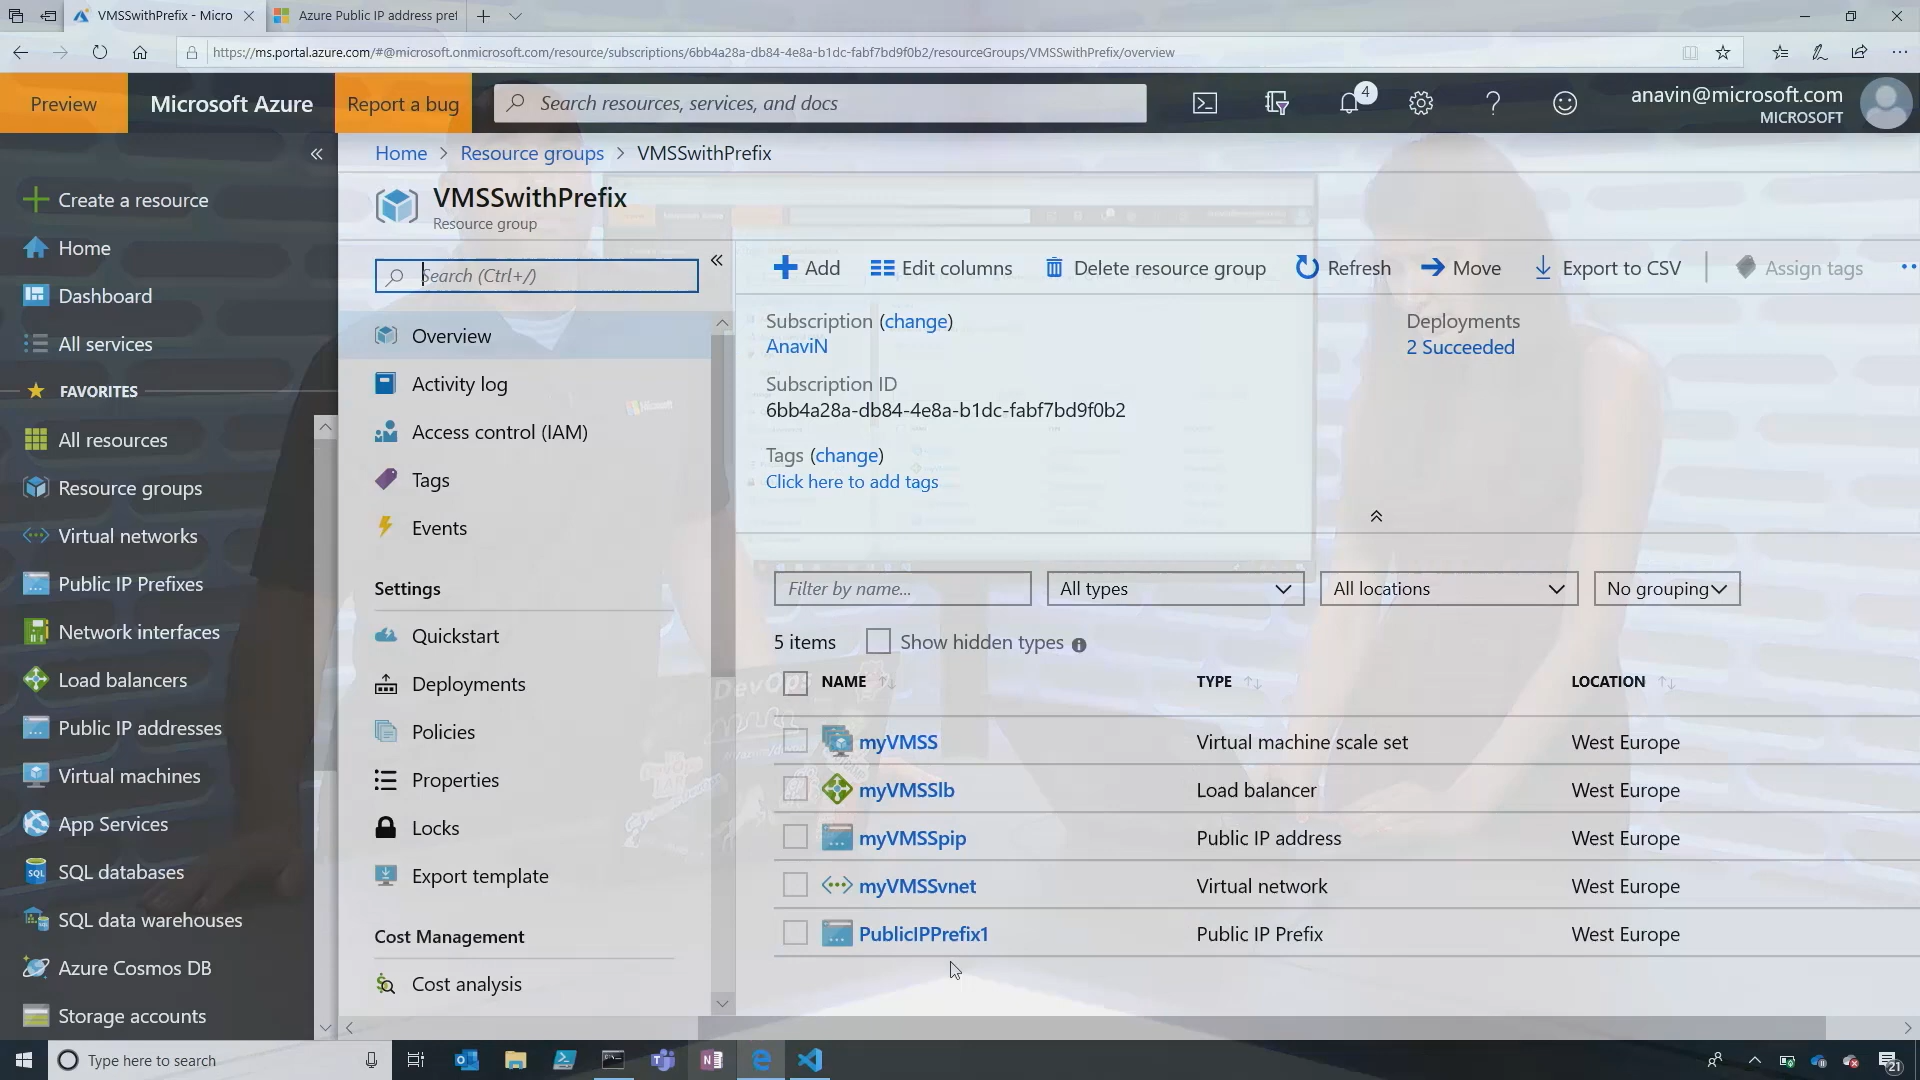 VMSSwithPrefix - Micro
Azure Public IP address pref
https://ms.portal.azure.com/#@microsoft.onmicrosoft.com/resource/subscriptions/6bb4a28a-db84-4e8a-b1dc-fabf7bd9f0b2/resourceGroups/VMSSwithPrefix/overview
Preview
Microsoft Azure
Report a bug
Search resources, services, and docs
4
anavin@microsoft.com
MICROSOFT
Home > Resource groups > VMSSwithPrefix
VMSSwithPrefix
Resource group
Create a resource
Home
Dashboard
All services
FAVORITES
All resources
Resource groups
Virtual networks
Public IP Prefixes
Network interfaces
Load balancers
Public IP addresses
Virtual machines
App Services
SQL databases
SQL data warehouses
Azure Cosmos DB
Storage accounts
Search (Ctrl+/)
Overview
Activity log
Access control (IAM)
Tags
Events
Settings
Quickstart
Deployments
Policies
Properties
Locks
Export template
Cost Management
Cost analysis
Add
Edit columns
Delete resource group
Refresh
Move
Export to CSV
Assign tags
Subscription (change)
AnaviN
Subscription ID
6bb4a28a-db84-4e8a-b1dc-fabf7bd9f0b2
Tags (change)
Click here to add tags
Deployments
2 Succeeded
Filter by name...
All types
All locations
No grouping
5 items
Show hidden types
NAME TYPE LOCATION
myVMSS Virtual machine scale set West Europe
myVMSSlb Load balancer West Europe
myVMSSpip Public IP address West Europe
myVMSSvnet Virtual network West Europe
PublicIPPrefix1 Public IP Prefix West Europe
DevOps
Microsoft
Type here to search
21